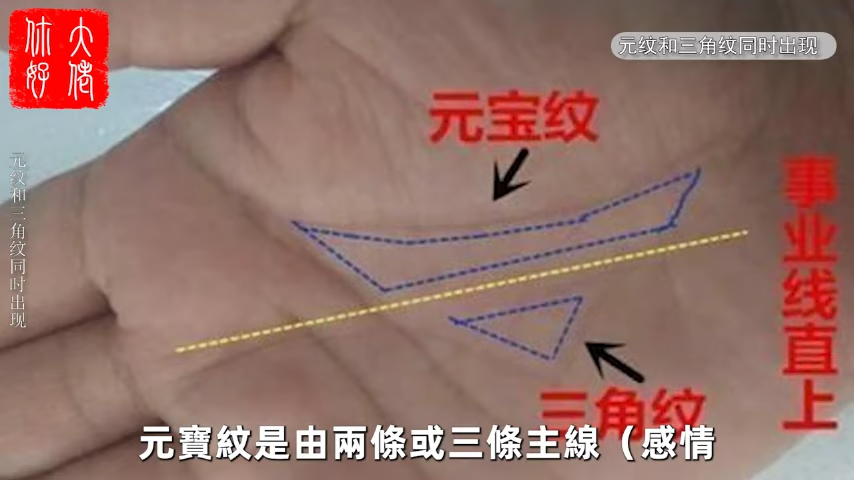 大佬
休好
元纹和三角纹同时出现
元纹和三角纹同时出现
元宝纹
事业线直上
三角纹
元寶紋是由兩條或三條主線（感情